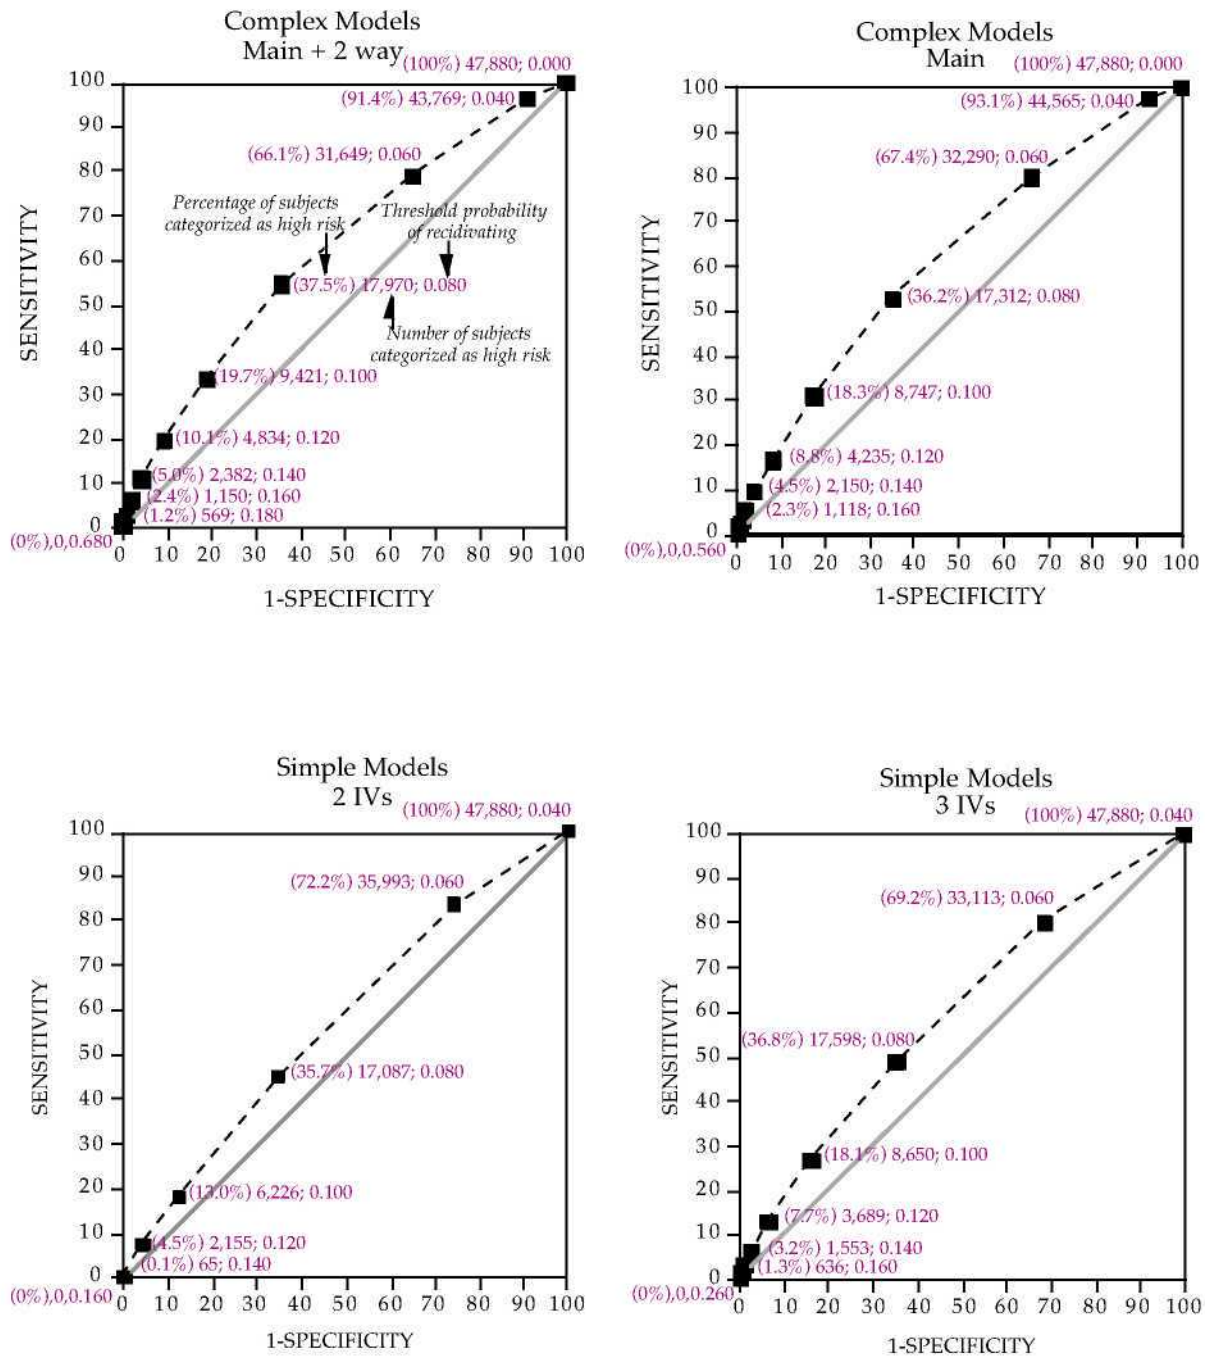 Complex Models
Main + 2 way
(100%) 47,880; 0.000
(91.4%) 43,769; 0.040
(66.1%) 31,649; 0.060
Percentage of subjects
categorized as high risk
Threshold probability
of recidivating
(37.5%) 17,970; 0.080
Number of subjects
categorized as high risk
(19.7%) 9,421; 0.100
(10.1%) 4,834; 0.120
(5.0%) 2,382; 0.140
(2.4%) 1,150; 0.160
(1.2%) 569; 0.180
(0%),0,0.680
100
90
80
70
60
50
40
30
20
10
0
SENSITIVITY
0 10 20 30 40 50 60 70 80 90 100
1-SPECIFICITY
Complex Models
Main
(100%) 47,880; 0.000
(93.1%) 44,565; 0.040
(67.4%) 32,290; 0.060
(36.2%) 17,312; 0.080
(18.3%) 8,747; 0.100
(8.8%) 4,235; 0.120
(4.5%) 2,150; 0.140
(2.3%) 1,118; 0.160
(0%),0,0.560
100
90
80
70
60
50
40
30
20
10
0
SENSITIVITY
0 10 20 30 40 50 60 70 80 90 100
1-SPECIFICITY
Simple Models
2 IVs
(100%) 47,880; 0.040
(72.2%) 35,993; 0.060
(35.7%) 17,087; 0.080
(13.0%) 6,226; 0.100
(4.5%) 2,155; 0.120
(0.1%) 65; 0.140
(0%),0,0.160
100
90
80
70
60
50
40
30
20
10
0
SENSITIVITY
0 10 20 30 40 50 60 70 80 90 100
1-SPECIFICITY
Simple Models
3 IVs
(100%) 47,880; 0.040
(69.2%) 33,113; 0.060
(36.8%) 17,598; 0.080
(18.1%) 8,650; 0.100
(7.7%) 3,689; 0.120
(3.2%) 1,553; 0.140
(1.3%) 636; 0.160
(0%),0,0.260
100
90
80
70
60
50
40
30
20
10
0
SENSITIVITY
0 10 20 30 40 50 60 70 80 90 100
1-SPECIFICITY